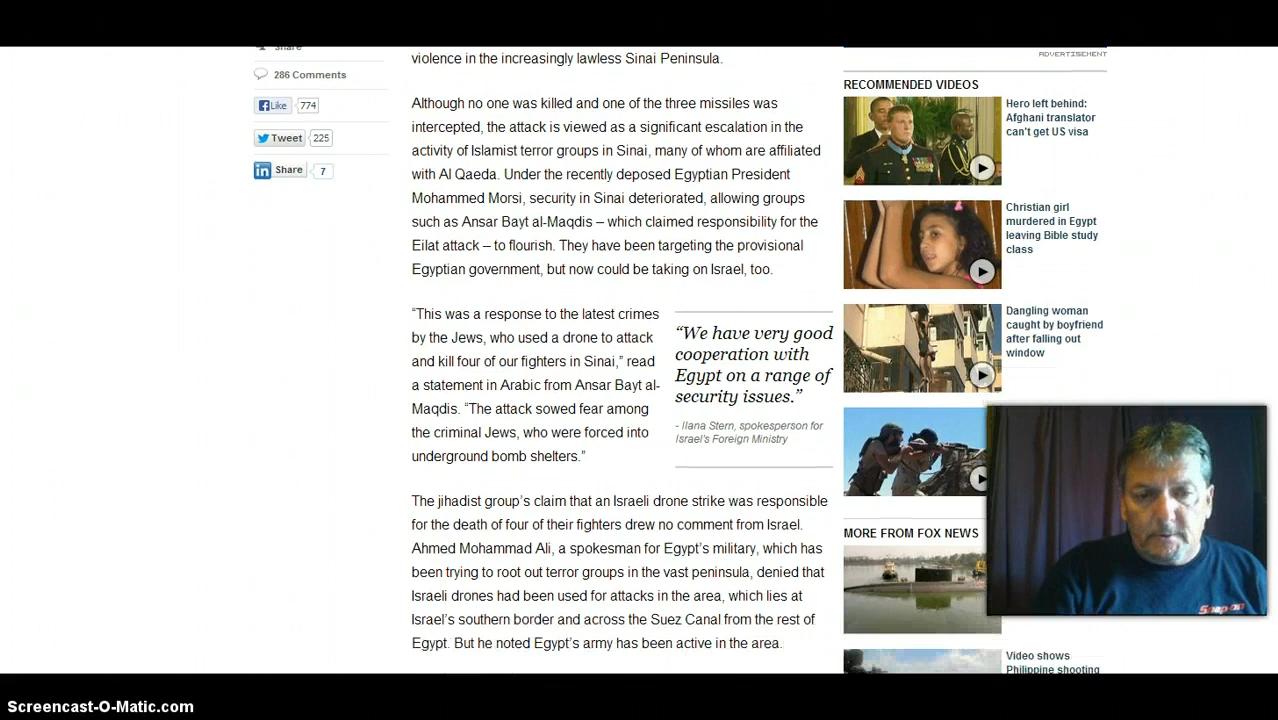 share
286 Comments
Like 774
Tweet 225
Share 7
violence in the increasingly lawless Sinai Peninsula.
Although no one was killed and one of the three missiles was
intercepted, the attack is viewed as a significant escalation in the
activity of Islamist terror groups in Sinai, many of whom are affiliated
with Al Qaeda. Under the recently deposed Egyptian President
Mohammed Morsi, security in Sinai deteriorated, allowing groups
such as Ansar Bayt al-Maqdis – which claimed responsibility for the
Eilat attack – to flourish. They have been targeting the provisional
Egyptian government, but now could be taking on Israel, too.
“This was a response to the latest crimes
by the Jews, who used a drone to attack
and kill four of our fighters in Sinai,” read
a statement in Arabic from Ansar Bayt al-
Maqdis. “The attack sowed fear among
the criminal Jews, who were forced into
underground bomb shelters.”
“We have very good
cooperation with
Egypt on a range of
security issues.”
- Ilana Stern, spokesperson for
Israel's Foreign Ministry
The jihadist group’s claim that an Israeli drone strike was responsible
for the death of four of their fighters drew no comment from Israel.
Ahmed Mohammad Ali, a spokesman for Egypt’s military, which has
been trying to root out terror groups in the vast peninsula, denied that
Israeli drones had been used for attacks in the area, which lies at
Israel’s southern border and across the Suez Canal from the rest of
Egypt. But he noted Egypt’s army has been active in the area.
ADVERTISEMENT
RECOMMENDED VIDEOS
Hero left behind:
Afghani translator
can't get US visa
Christian girl
murdered in Egypt
leaving Bible study
class
Dangling woman
caught by boyfriend
after falling out
window
MORE FROM FOX NEWS
Video shows
Philippine shooting
Snap-on
Screencast-O-Matic.com